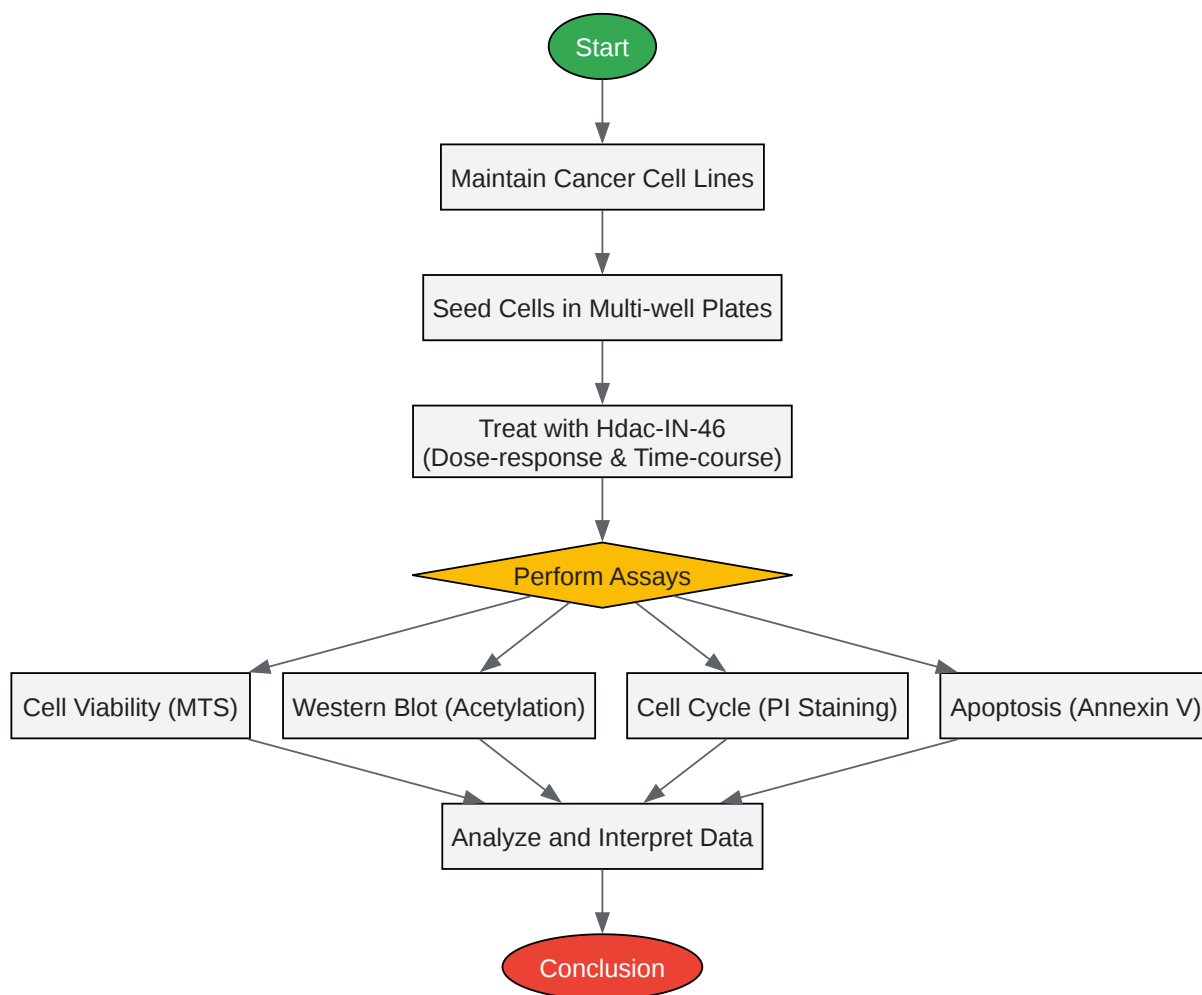 Start
Maintain Cancer Cell Lines
Seed Cells in Multi-well Plates
Treat with Hdac-IN-46
(Dose-response & Time-course)
Perform Assays
Cell Viability (MTS)
Western Blot (Acetylation)
Cell Cycle (PI Staining)
Apoptosis (Annexin V)
Analyze and Interpret Data
Conclusion